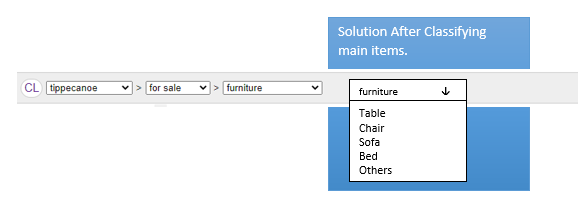 Solution After Classifying
main items.
CL tippecanoe > for sale > furniture
furniture ↓
Table
Chair
Sofa
Bed
Others